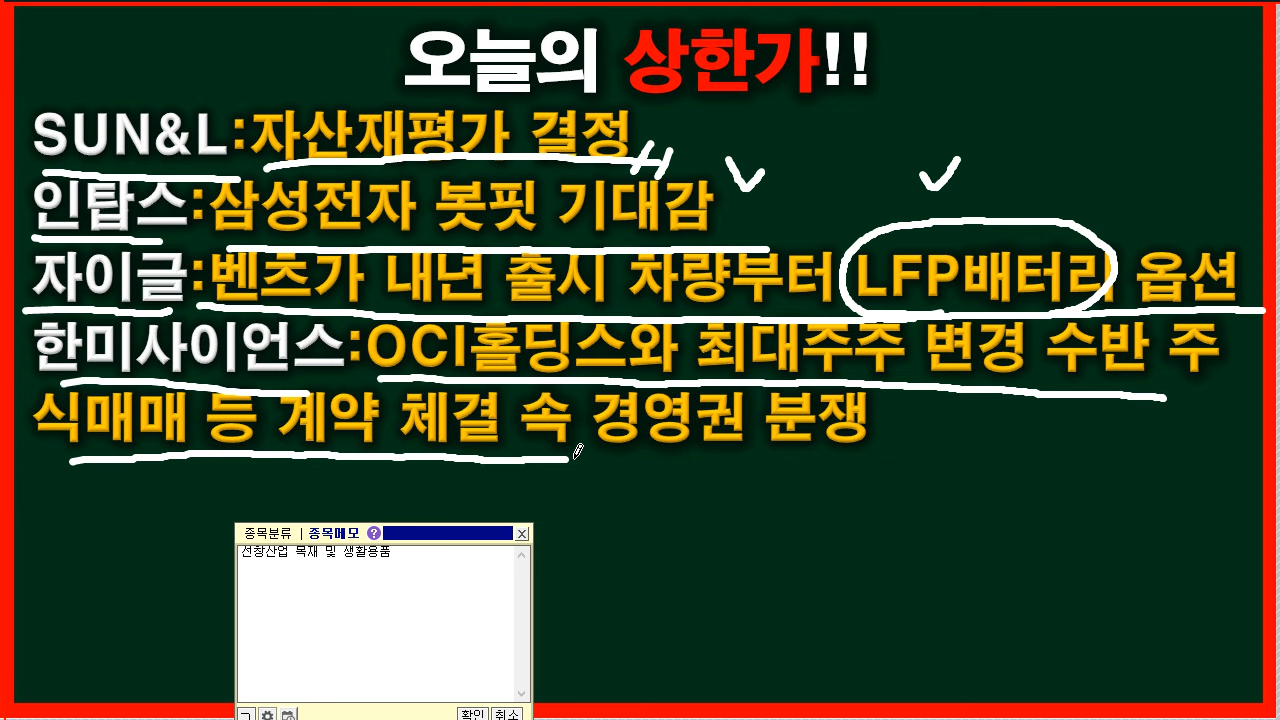 오늘의 상한가!!
SUN&L:자산재평가 결정
인탑스:삼성전자 봇핏 기대감
자이글:벤츠가 내년 출시 차량부터 LFP배터리 옵션
한미사이언스:OCI홀딩스와 최대주주 변경 수반 주
식매매 등 계약 체결 속 경영권 분쟁
종목분류 | 종목메모 ?
선창산업 목재 및 생활용품
확인 취소